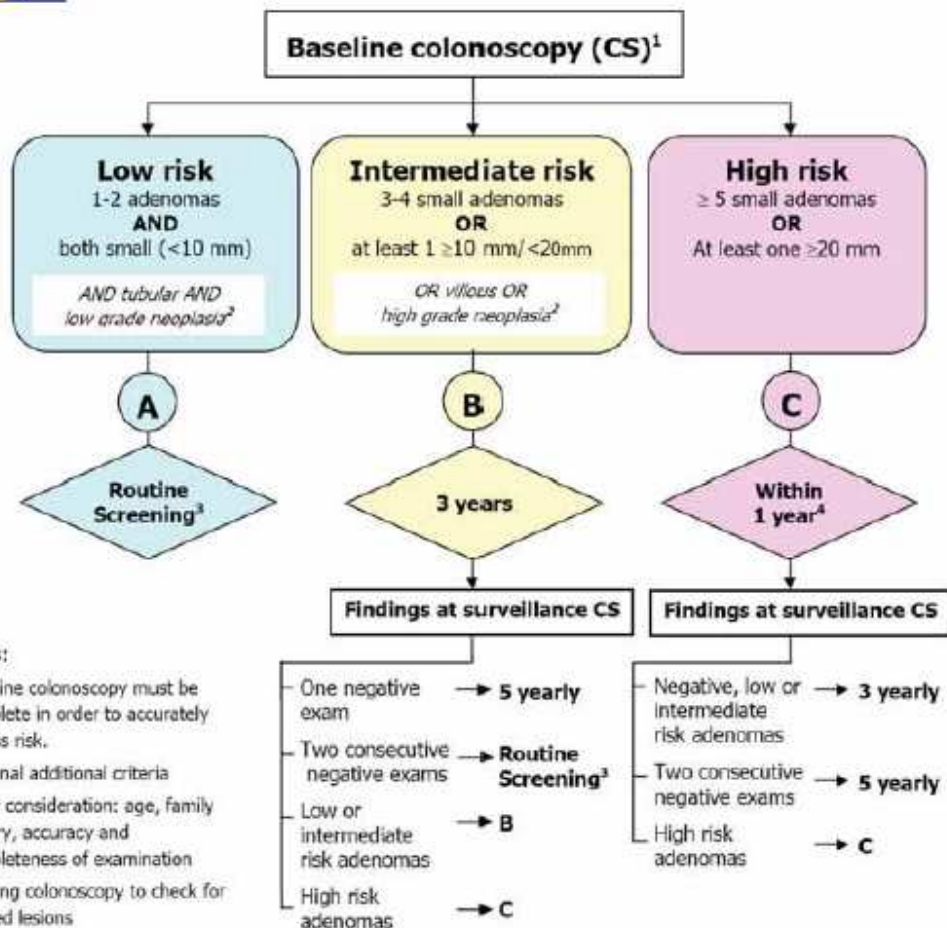 Baseline colonoscopy (CS)¹
Low risk
1-2 adenomas
AND
both small (<10 mm)
AND tubular AND
low grade neoplasia²
A
Routine
Screening³
Intermediate risk
3-4 small adenomas
OR
at least 1 ≥10 mm/<20mm
OR villous OR
high grade neoplasia²
B
3 years
High risk
≥ 5 small adenomas
OR
At least one ≥20 mm
C
Within
1 year⁴
Findings at surveillance CS
One negative
exam
5 yearly
Two consecutive
negative exams
Routine
Screening³
Low or
intermediate
risk adenomas
B
High risk
adenomas
C
Findings at surveillance CS
Negative, low or
intermediate
risk adenomas
3 yearly
Two consecutive
negative exams
5 yearly
High risk
adenomas
C
ine colonoscopy must be
plete in order to accurately
s risk.
nal additional criteria
consideration: age, family
ry, accuracy and
pleteness of examination
ng colonoscopy to check for
ed lesions